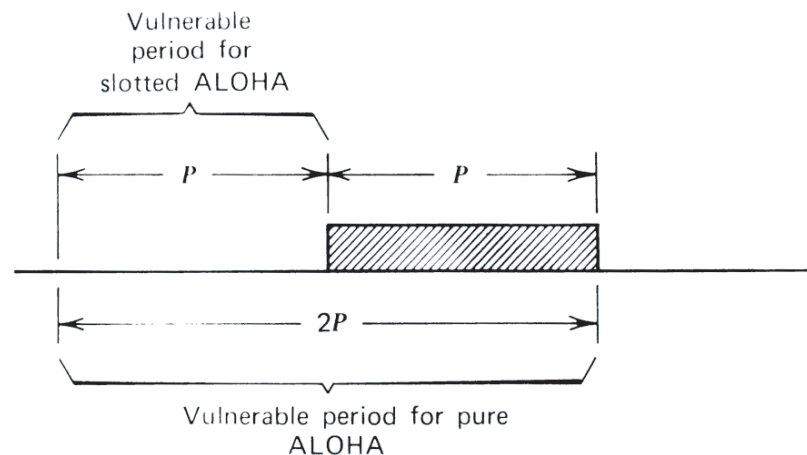 Vulnerable
period for
slotted ALOHA
P
P
2P
Vulnerable period for pure
ALOHA